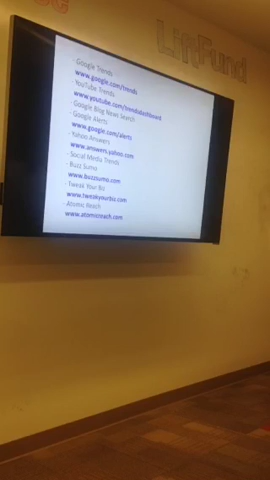 · Google Trends
www.google.com/trends
· YouTube Trends
www.youtube.com/trendsdashboard
· Google Blog News Search
· Google Alerts
www.google.com/alerts
· Yahoo Answers
www.answers.yahoo.com
· Social Media Trends
· Buzz Sumo
www.buzzsumo.com
· Tweak Your Biz
www.tweakyourbiz.com
· Atomic Reach
www.atomicreach.com
LiftFund